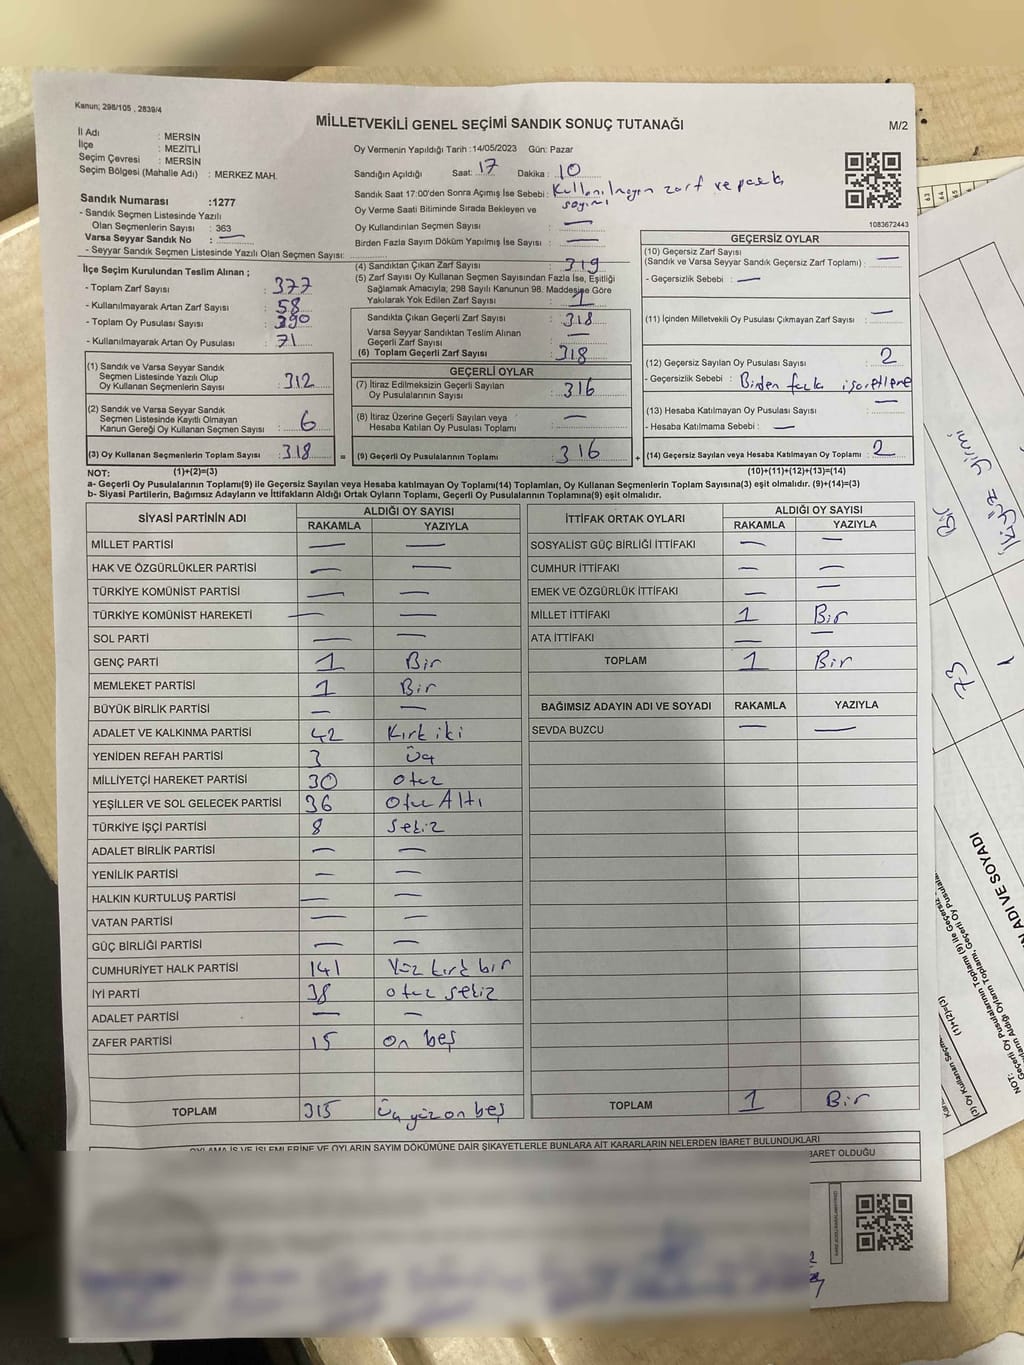 Kanun; 298/105 , 2839/4
MİLLETVEKİLİ GENEL SEÇİMİ SANDIK SONUÇ TUTANAĞI
M/2
İl Adı : MERSİN
İlçe : MEZİTLİ
Seçim Çevresi : MERSİN
Seçim Bölgesi (Mahalle Adı) : MERKEZ MAH.
Oy Vermenin Yapıldığı Tarih :14/05/2023 Gün: Pazar
Sandığın Açıldığı Saat: 17 Dakika : 10
Sandık Saat 17:00'den Sonra Açımış İse Sebebi : Kullanılmayan zarf ve
sayımı
Oy Verme Saati Bitiminde Sırada Bekleyen ve
Oy Kullandırılan Seçmen Sayısı : —
Birden Fazla Sayım Döküm Yapılmış İse Sayısı : —
1083672443
Sandık Numarası :1277
- Sandık Seçmen Listesinde Yazılı
Olan Seçmenlerin Sayısı : 363
Varsa Seyyar Sandık No : —
- Seyyar Sandık Seçmen Listesinde Yazılı Olan Seçmen Sayısı:
İlçe Seçim Kurulundan Teslim Alınan ;
- Toplam Zarf Sayısı : 377
- Kullanılmayarak Artan Zarf Sayısı : 58
- Toplam Oy Pusulası Sayısı : 390
- Kullanılmayarak Artan Oy Pusulası : 71
(1) Sandık ve Varsa Seyyar Sandık
Seçmen Listesinde Yazılı Olup
Oy Kullanan Seçmenlerin Sayısı : 312
(2) Sandık ve Varsa Seyyar Sandık
Seçmen Listesinde Kayıtlı Olmayan
Kanun Gereği Oy Kullanan Seçmen Sayısı : 6
(3) Oy Kullanan Seçmenlerin Toplam Sayısı : 318
(4) Sandıktan Çıkan Zarf Sayısı : 319
(5) Zarf Sayısı Oy Kullanan Seçmen Sayısından Fazla İse, Eşitliği
Sağlamak Amacıyla; 298 Sayılı Kanunun 98. Maddesine Göre
Yakılarak Yok Edilen Zarf Sayısı : 1
Sandıkta Çıkan Geçerli Zarf Sayısı : 318
Varsa Seyyar Sandıktan Teslim Alınan
Geçerli Zarf Sayısı : —
(6) Toplam Geçerli Zarf Sayısı : 318
GEÇERLİ OYLAR
(7) İtiraz Edilmeksizin Geçerli Sayılan
Oy Pusulalarının Sayısı : 316
(8) İtiraz Üzerine Geçerli Sayılan veya
Hesaba Katılan Oy Pusulası Toplamı : —
= (9) Geçerli Oy Pusulalarının Toplamı : 316
GEÇERSİZ OYLAR
(10) Geçersiz Zarf Sayısı
(Sandık ve Varsa Seyyar Sandık Geçersiz Zarf Toplamı) : —
- Geçersizlik Sebebi : —
(11) İçinden Milletvekili Oy Pusulası Çıkmayan Zarf Sayısı : —
(12) Geçersiz Sayılan Oy Pusulası Sayısı : 2
- Geçersizlik Sebebi : Birden fazla işaretleme
(13) Hesaba Katılmayan Oy Pusulası Sayısı : —
- Hesaba Katılmama Sebebi : —
+ (14) Geçersiz Sayılan veya Hesaba Katılmayan Oy Toplamı : 2
NOT: (1)+(2)=(3)
(10)+(11)+(12)+(13)=(14)
a- Geçerli Oy Pusulalarının Toplamı(9) ile Geçersiz Sayılan veya Hesaba katılmayan Oy Toplamı(14) Toplamları, Oy Kullanan Seçmenlerin Toplam Sayısına(3) eşit olmalıdır. (9)+(14)=(3)
b- Siyasi Partilerin, Bağımsız Adayların ve İttifakların Aldığı Ortak Oyların Toplamı, Geçerli Oy Pusulalarının Toplamına(9) eşit olmalıdır.
SİYASİ PARTİNİN ADI ALDIĞI OY SAYISI
RAKAMLA YAZIYLA
MİLLET PARTİSİ — —
HAK VE ÖZGÜRLÜKLER PARTİSİ — —
TÜRKİYE KOMÜNİST PARTİSİ — —
TÜRKİYE KOMÜNİST HAREKETİ — —
SOL PARTİ — —
GENÇ PARTİ 1 Bir
MEMLEKET PARTİSİ 1 Bir
BÜYÜK BİRLİK PARTİSİ — —
ADALET VE KALKINMA PARTİSİ 42 Kırk iki
YENİDEN REFAH PARTİSİ 3 üç
MİLLİYETÇİ HAREKET PARTİSİ 30 otuz
YEŞİLLER VE SOL GELECEK PARTİSİ 36 Otuz Altı
TÜRKİYE İŞÇİ PARTİSİ 8 Sekiz
ADALET BİRLİK PARTİSİ — —
YENİLİK PARTİSİ — —
HALKIN KURTULUŞ PARTİSİ — —
VATAN PARTİSİ — —
GÜÇ BİRLİĞİ PARTİSİ — —
CUMHURİYET HALK PARTİSİ 141 Yüz kırk bir
İYİ PARTİ 38 otuz sekiz
ADALET PARTİSİ — —
ZAFER PARTİSİ 15 on beş
TOPLAM 315 Üç yüz on beş
İTTİFAK ORTAK OYLARI ALDIĞI OY SAYISI
RAKAMLA YAZIYLA
SOSYALİST GÜÇ BİRLİĞİ İTTİFAKI — —
CUMHUR İTTİFAKI — —
EMEK VE ÖZGÜRLÜK İTTİFAKI — —
MİLLET İTTİFAKI 1 Bir
ATA İTTİFAKI — —
TOPLAM 1 Bir
BAĞIMSIZ ADAYIN ADI VE SOYADI RAKAMLA YAZIYLA
SEVDA BUZCU — —
TOPLAM 1 Bir
OYLAMA İŞ VE İŞLEMLERİNE VE OYLARIN SAYIM DÖKÜMÜNE DAİR ŞİKAYETLERLE BUNLARA AİT KARARLARIN NELERDEN İBARET BULUNDUKLARI
BARET OLDUĞU
Bir
İkiyüz yirmi
73
1
N ADI VE SOYADI
(1)+(2)=(3)
NOT: